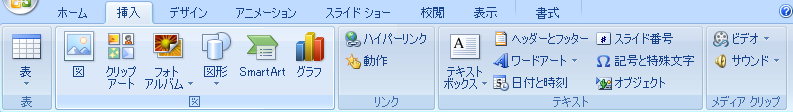 ホーム 挿入 デザイン アニメーション スライド ショー 校閲 表示 書式
表
図
クリップ
アート
フォト
アルバム
図形
SmartArt
グラフ
ハイパーリンク
動作
テキスト
ボックス
ヘッダーとフッター
ワードアート
日付と時刻
スライド番号
記号と特殊文字
オブジェクト
ビデオ
サウンド
表 図 リンク テキスト メディア クリップ